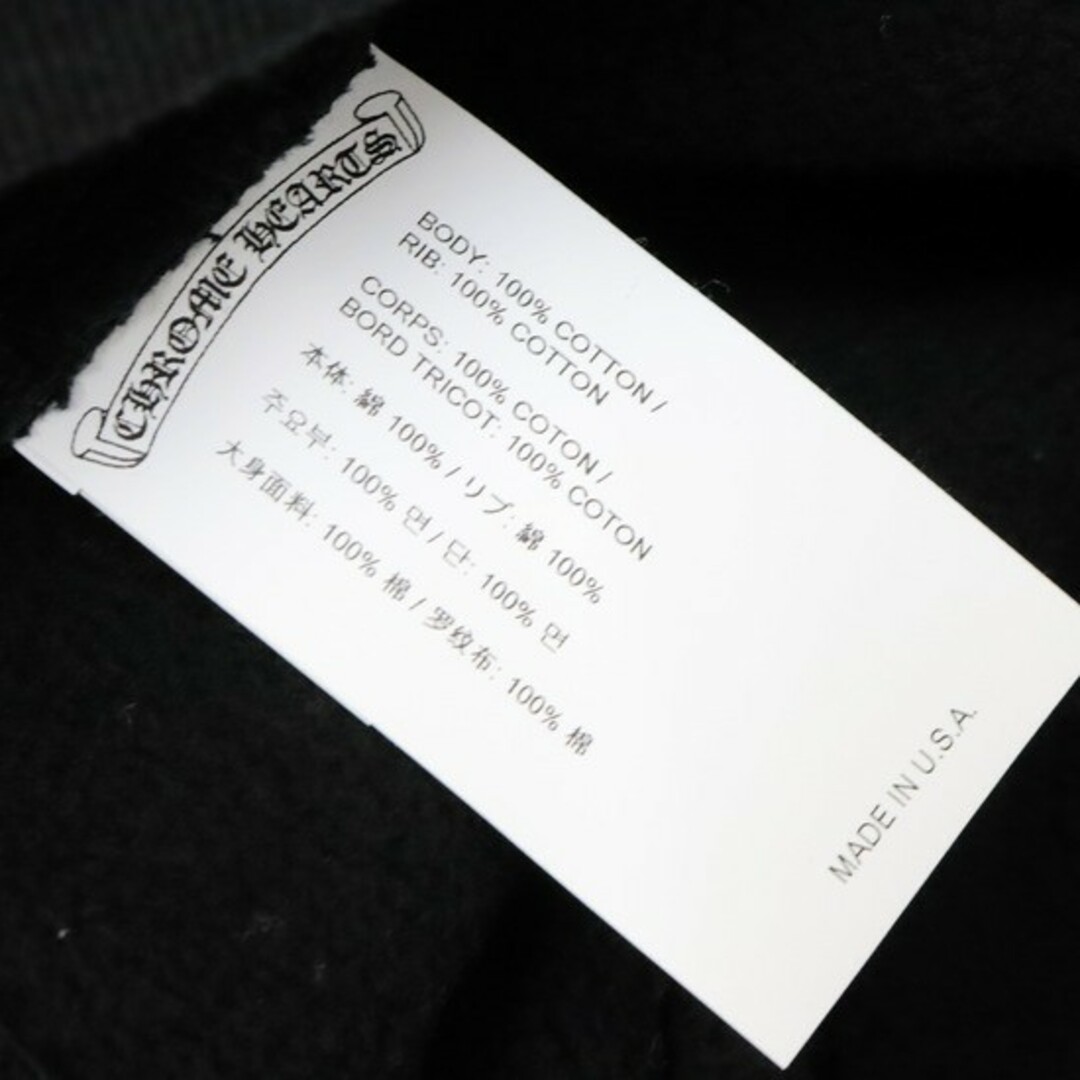 CHROME HEARTS
BODY: 100% COTTON /
RIB: 100% COTTON
CORPS: 100% COTON /
BORD TRICOT: 100% COTON
本体: 綿 100% / リブ: 綿 100%
주요부: 100% 면 / 단: 100% 면
大身面料: 100% 棉 / 罗纹布: 100% 棉
MADE IN U.S.A.